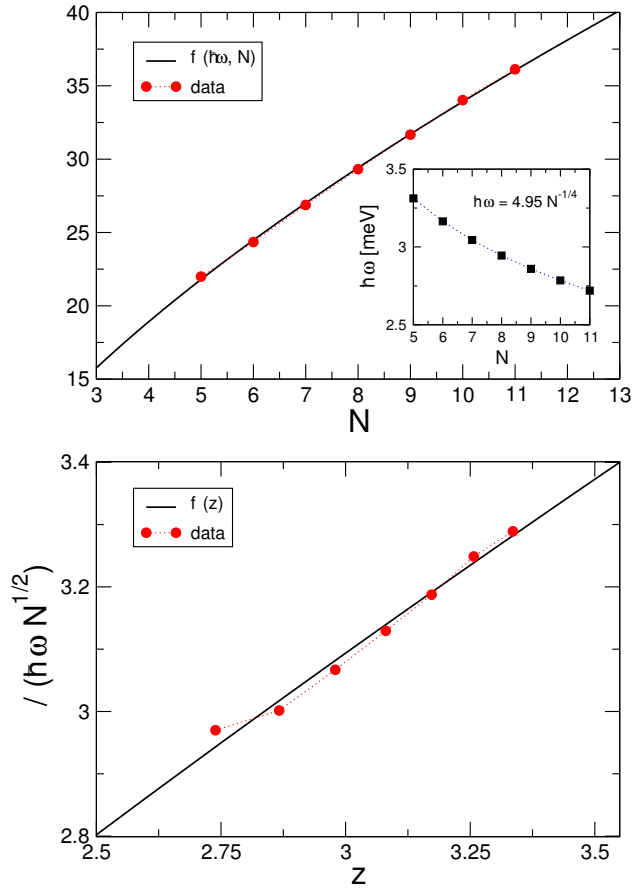 40
35
30
25
20
15
f (ħω, N)
data
3 4 5 6 7 8 9 10 11 12 13
N
3.5
3
2.5
ħω [meV]
ħω = 4.95 N^-1/4
5 6 7 8 9 10 11
N
3.4
3.2
3
2.8
/ (ħω N^1/2)
f (z)
data
2.5 2.75 3 3.25 3.5
z